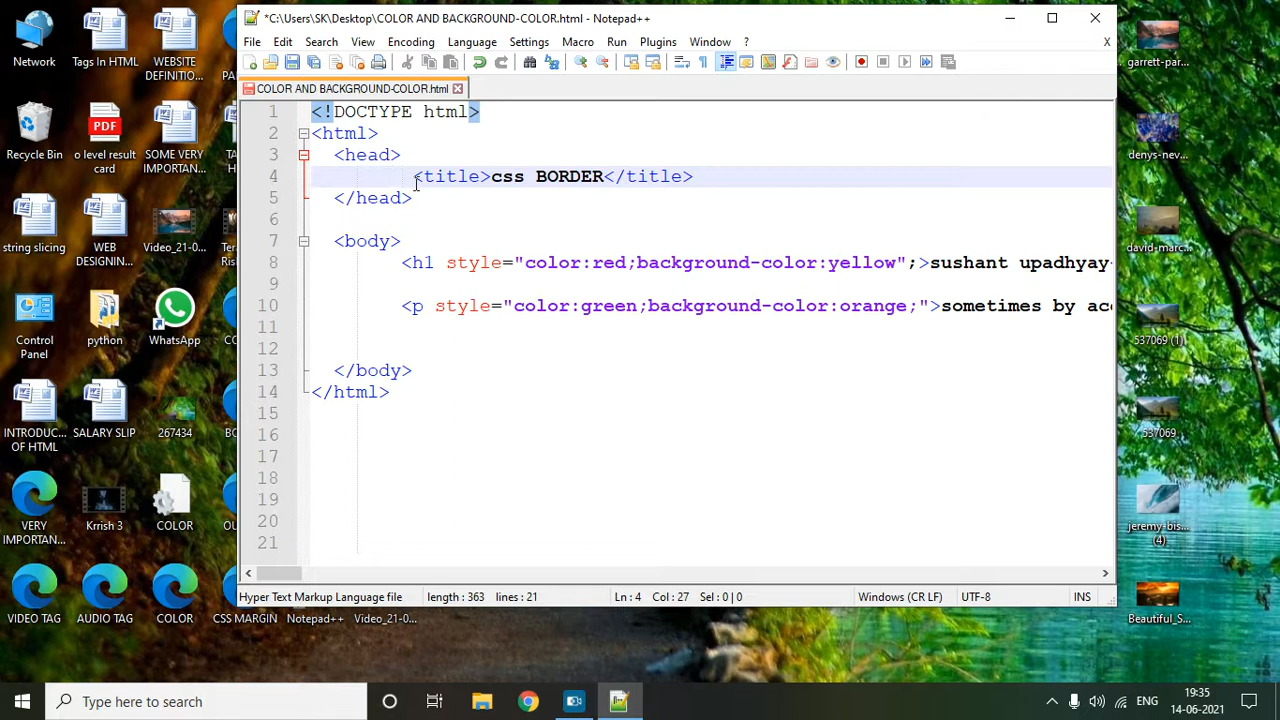 *C:\Users\SK\Desktop\COLOR AND BACKGROUND-COLOR.html - Notepad++
File Edit Search View Encoding Language Settings Macro Run Plugins Window ? X
COLOR AND BACKGROUND-COLOR.html
1 <!DOCTYPE html>
2 <html>
3 <head>
4 <title>css BORDER</title>
5 </head>
6
7 <body>
8 <h1 style="color:red;background-color:yellow";>sushant upadhyay
9
10 <p style="color:green;background-color:orange;">sometimes by
11
12
13 </body>
14 </html>
15
16
17
18
19
20
21
Hyper Text Markup Language file length : 363 lines : 21 Ln : 4 Col : 27 Sel : 0 | 0 Windows (CR LF) UTF-8 INS
Network
Tags In HTML
WEBSITE DEFINITIO...
Recycle Bin
PDF
o level result card
SOME VERY IMPORTAN...
string slicing
WEB DESIGNIN...
Video_21-0...
Control Panel
python
WhatsApp
INTRODUC... OF HTML
SALARY SLIP
267434
VERY IMPORTAN...
Krrish 3
COLOR
VIDEO TAG
AUDIO TAG
COLOR
CSS MARGIN
Notepad++
Video_21-0...
garrett-par...
denys-nev...
david-marc...
537069 (1)
537069
jeremy-bis... (4)
Beautiful_S...
Type here to search
ENG
19:35
14-06-2021